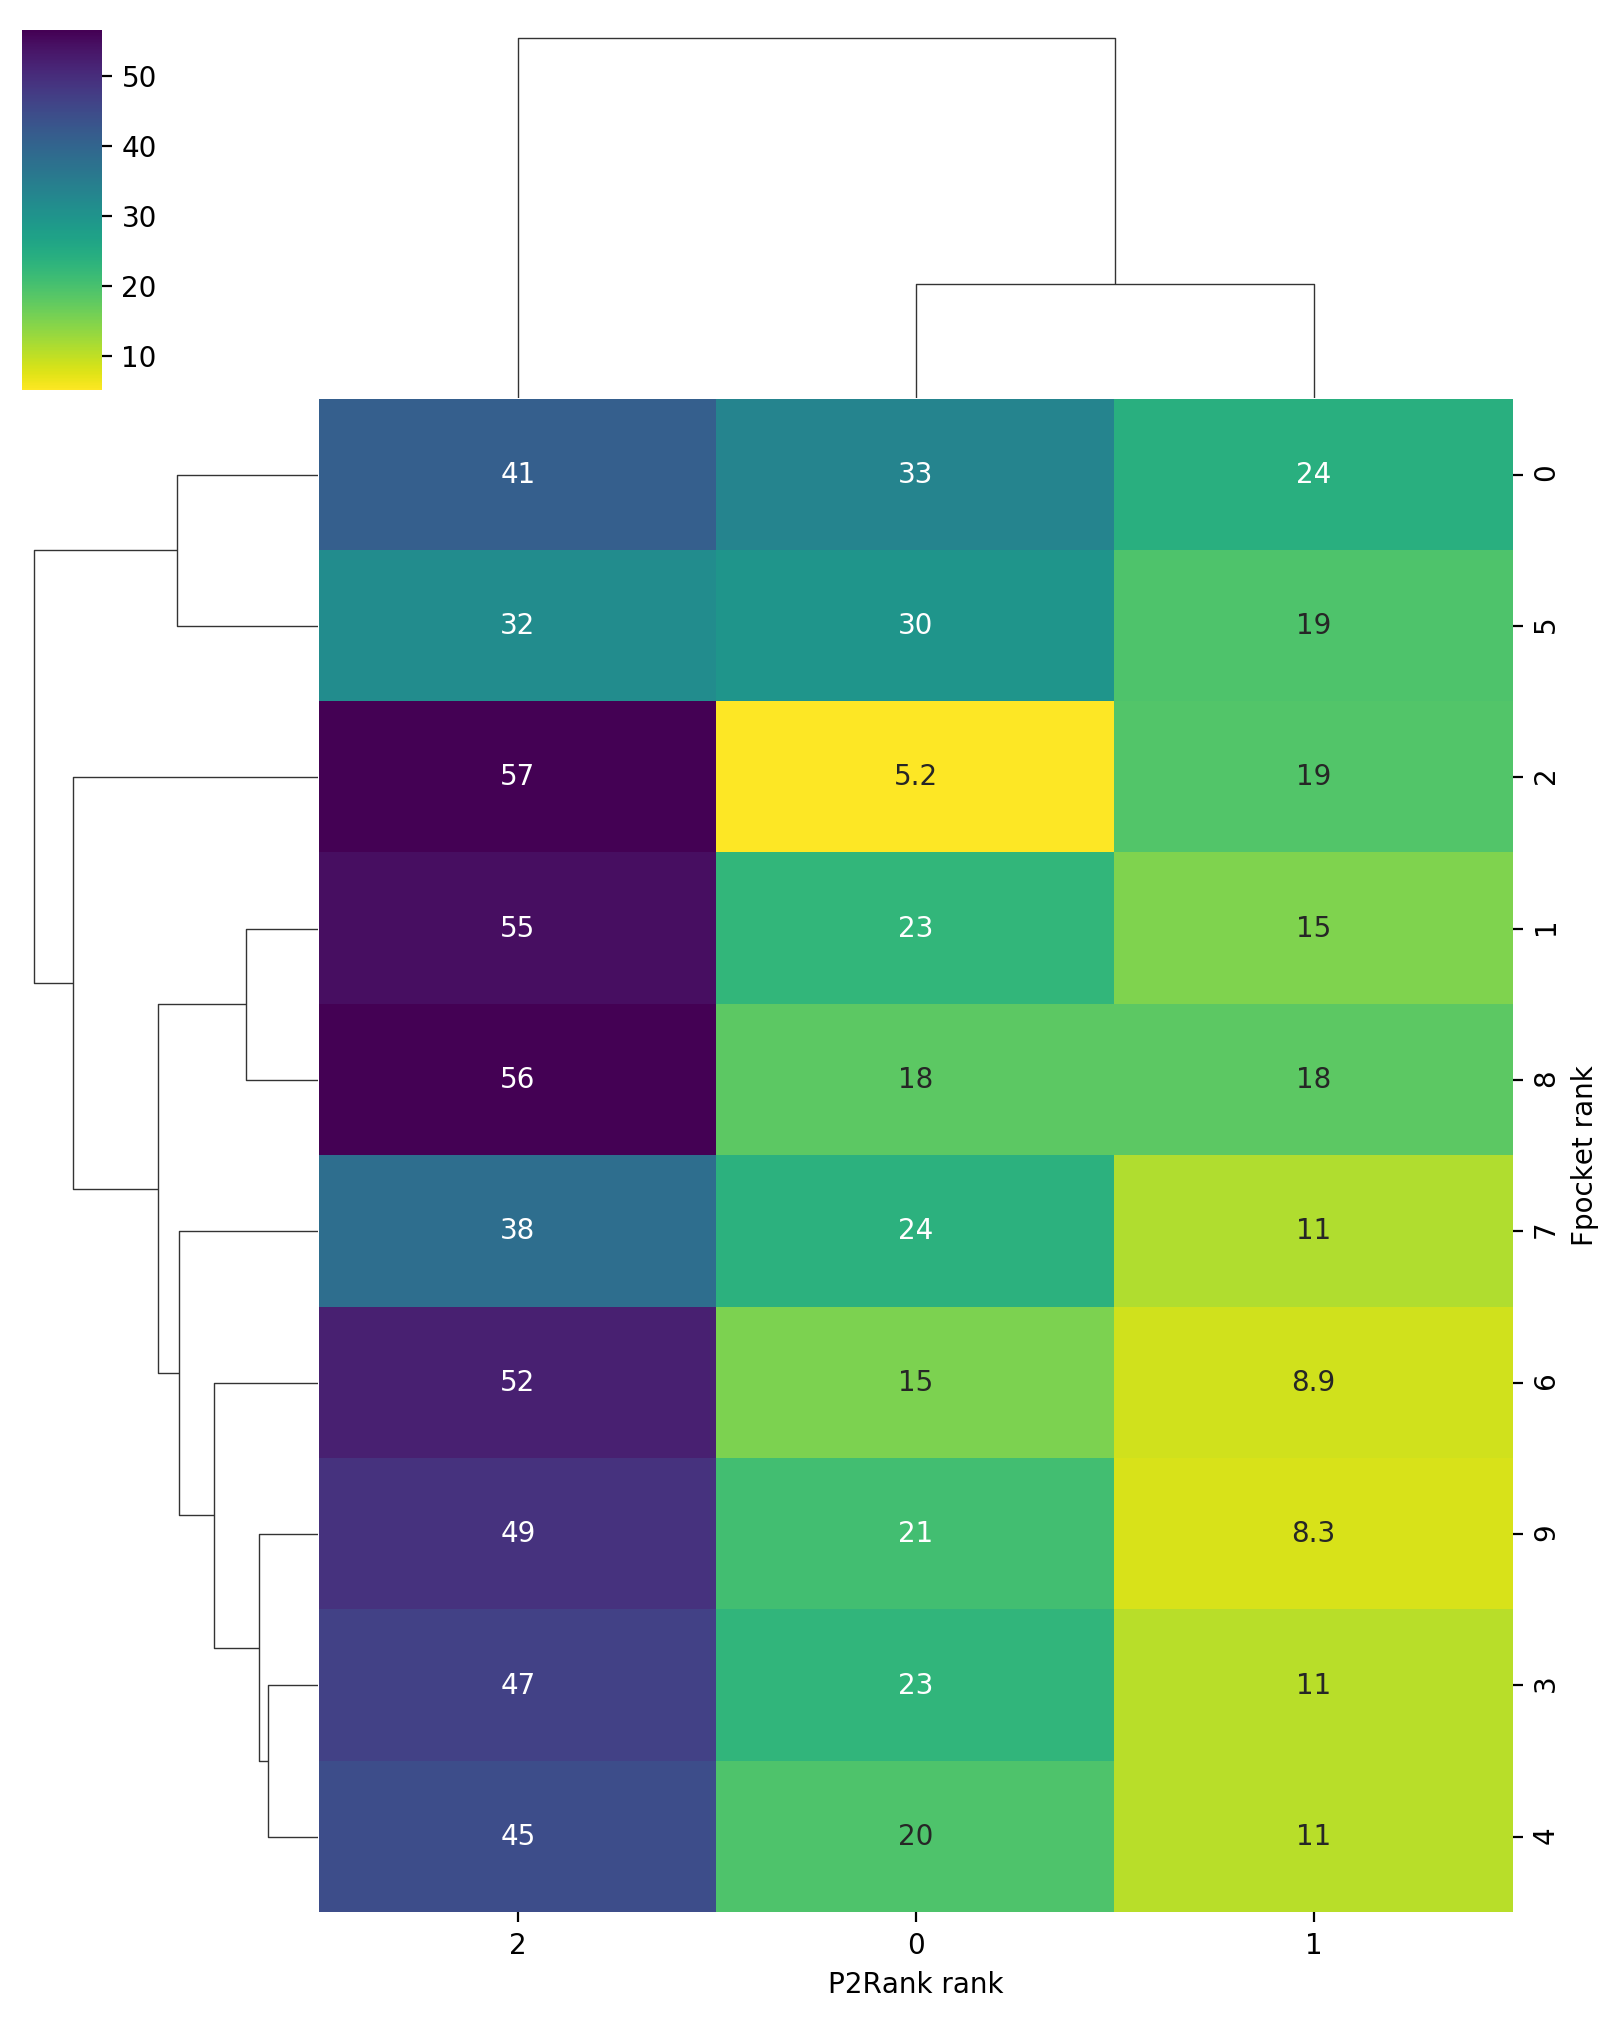 50
40
30
20
10
41 33 24 0
32 30 19 5
57 5.2 19 2
55 23 15 1
56 18 18 8
38 24 11 7
52 15 8.9 6
49 21 8.3 9
47 23 11 3
45 20 11 4
Fpocket rank
2 0 1
P2Rank rank